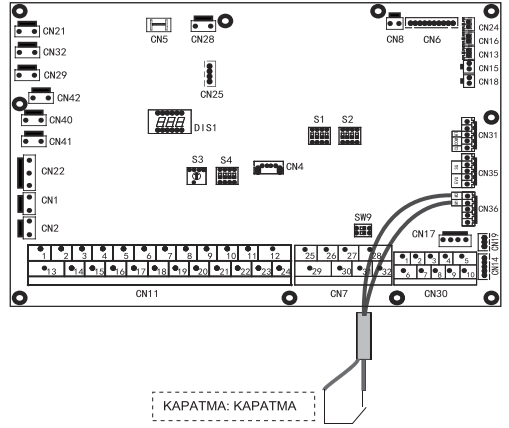 CN21
CN5
CN28
CN8
CN6
CN24
CN16
CN13
CN15
CN18
CN32
CN29
CN25
CN42
CN40
CN41
DIS1
S1
S2
CN31
CN22
S3
S4
CN4
CN35
CN1
CN36
CN2
SW9
CN17
CN19
CN14
1 2 3 4 5 6 7 8 9 10 11 12
13 14 15 16 17 18 19 20 21 22 23 24
25 26 27 28
29 30 31 32
1 2 3 4 5
6 7 8 9 10
CN11
CN7
CN30
KAPATMA: KAPATMA